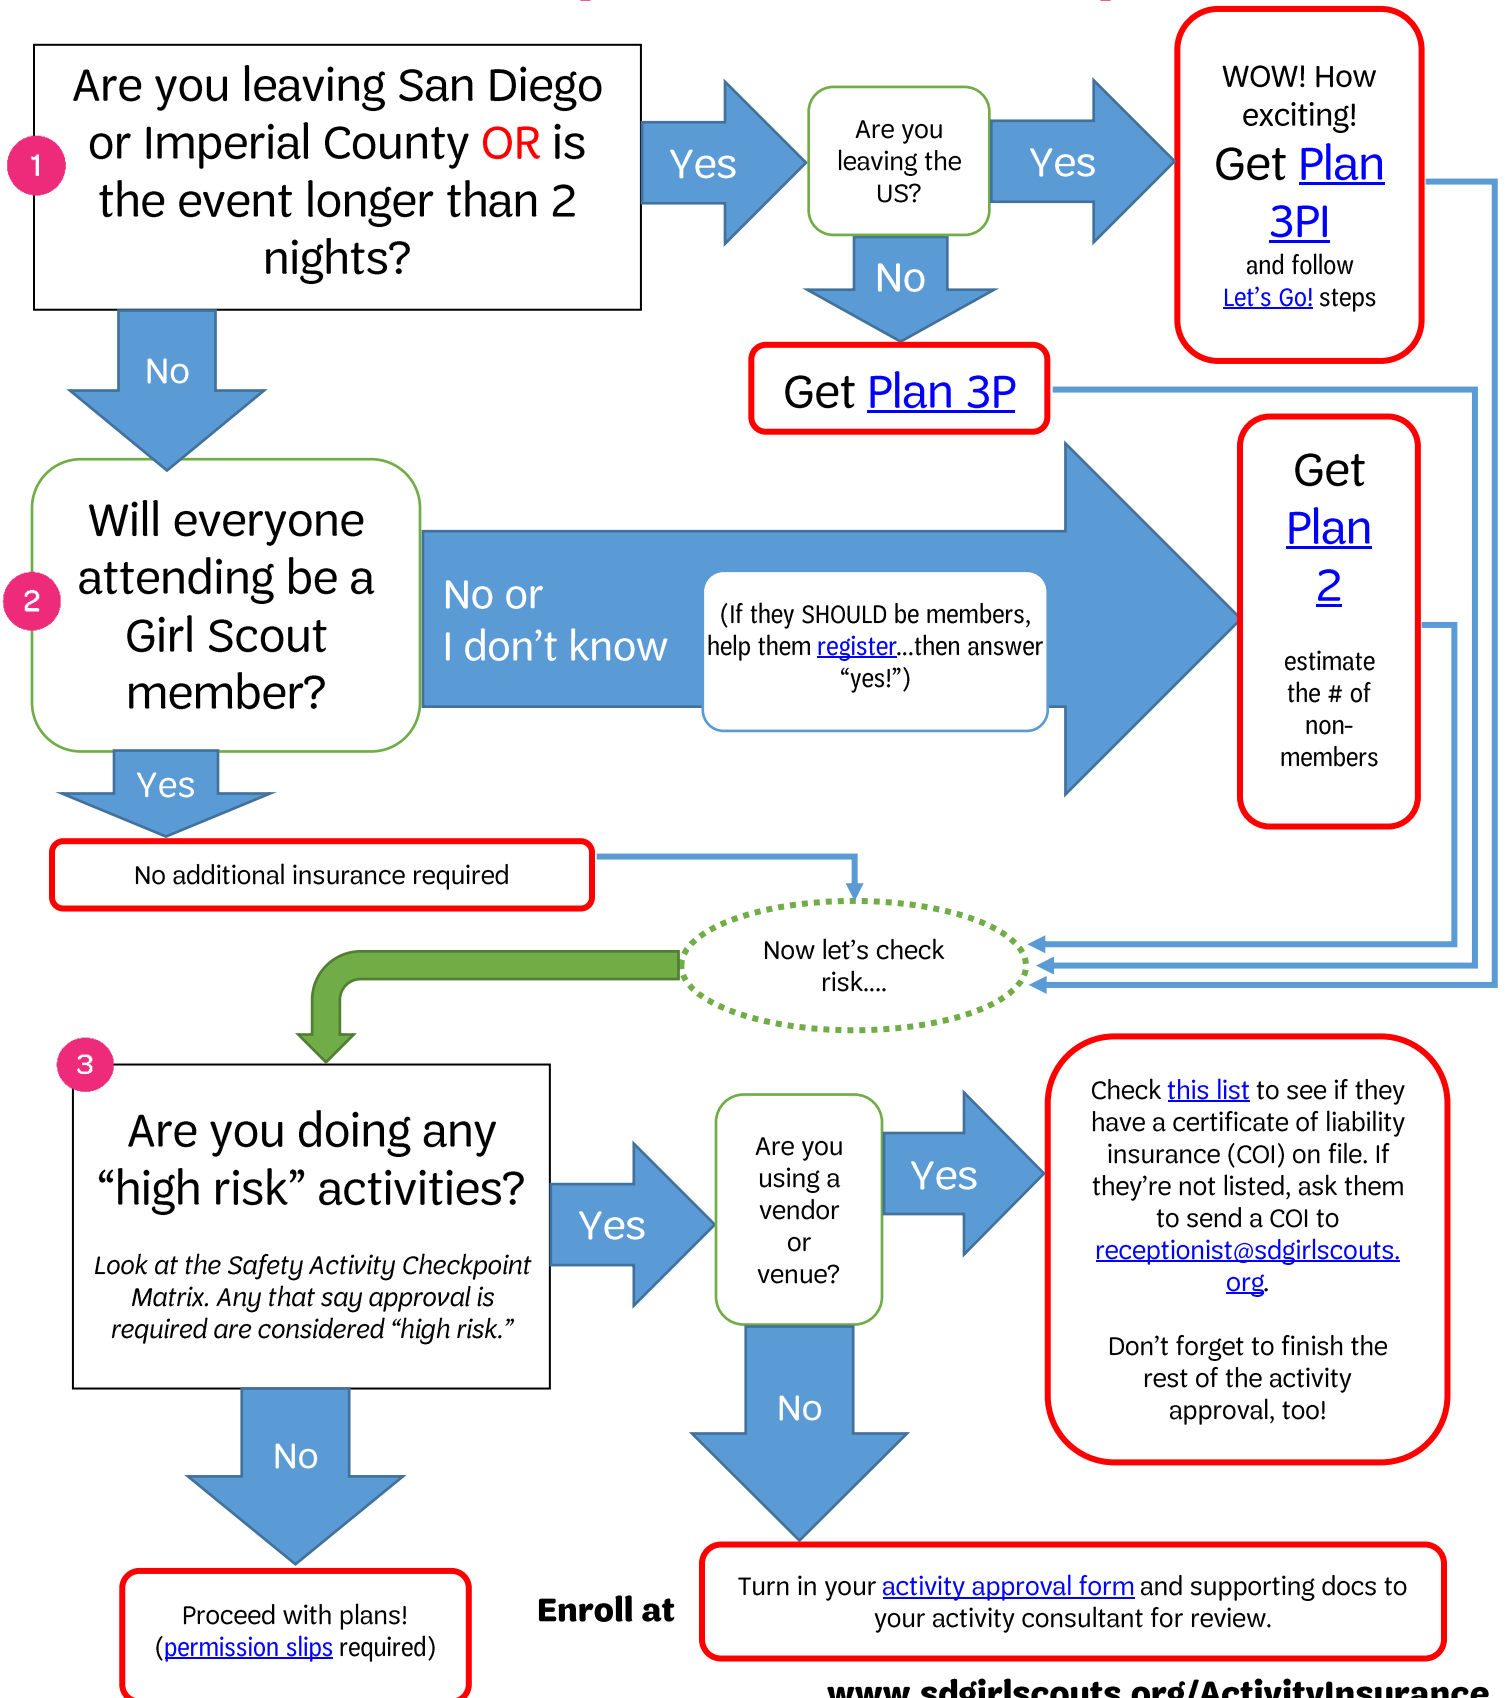 1
Are you leaving San Diego
or Imperial County OR is
the event longer than 2
nights?
Yes
Are you
leaving the
US?
Yes
WOW! How
exciting!
Get Plan
3PI
and follow
Let's Go! steps
No
No
Get Plan 3P
2
Will everyone
attending be a
Girl Scout
member?
No or
I don't know
(If they SHOULD be members,
help them register...then answer
"yes!")
Get
Plan
2
estimate
the # of
non-
members
Yes
No additional insurance required
Now let's check
risk....
3
Are you doing any
“high risk” activities?
Look at the Safety Activity Checkpoint
Matrix. Any that say approval is
required are considered “high risk.”
Yes
Are you
using a
vendor
or
venue?
Yes
Check this list to see if they
have a certificate of liability
insurance (COI) on file. If
they're not listed, ask them
to send a COI to
receptionist@sdgirlscouts.
org.
Don't forget to finish the
rest of the activity
approval, too!
No
No
Proceed with plans!
(permission slips required)
Enroll at
Turn in your activity approval form and supporting docs to
your activity consultant for review.
www.sdgirlscouts.org/ActivityInsurance